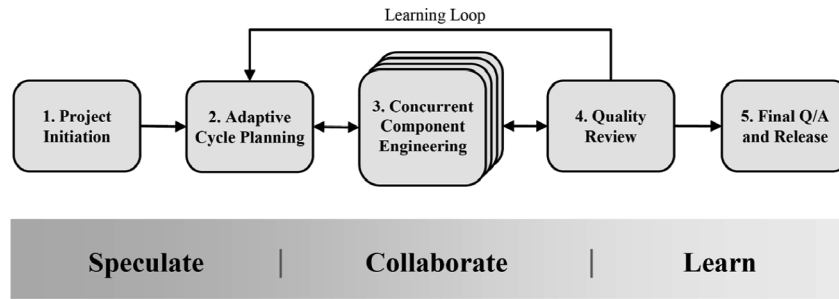 Learning Loop
1. Project
Initiation
2. Adaptive
Cycle Planning
3. Concurrent
Component
Engineering
4. Quality
Review
5. Final Q/A
and Release
Speculate | Collaborate | Learn